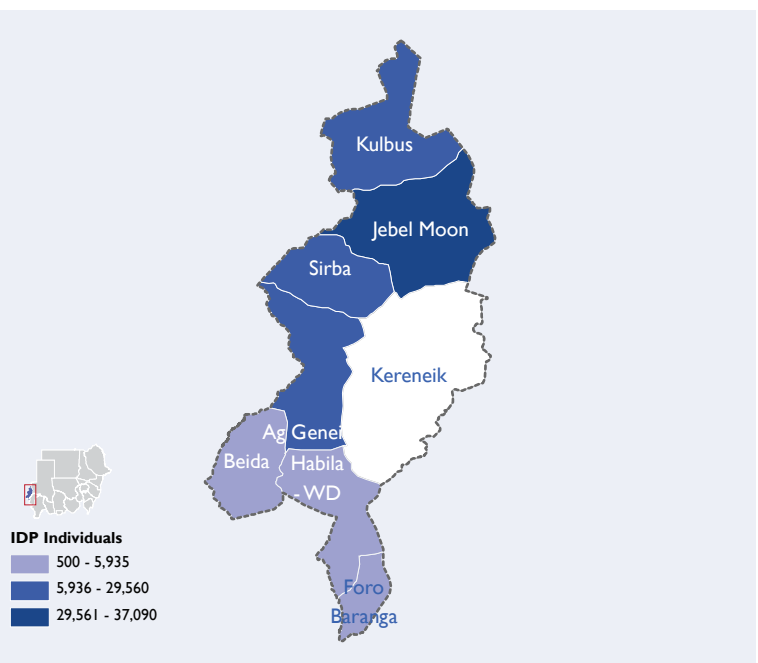 Kulbus
Jebel Moon
Sirba
Kereneik
Ag Genei
Beida
Habila
- WD
Foro
Baranga
IDP Individuals
500 - 5,935
5,936 - 29,560
29,561 - 37,090